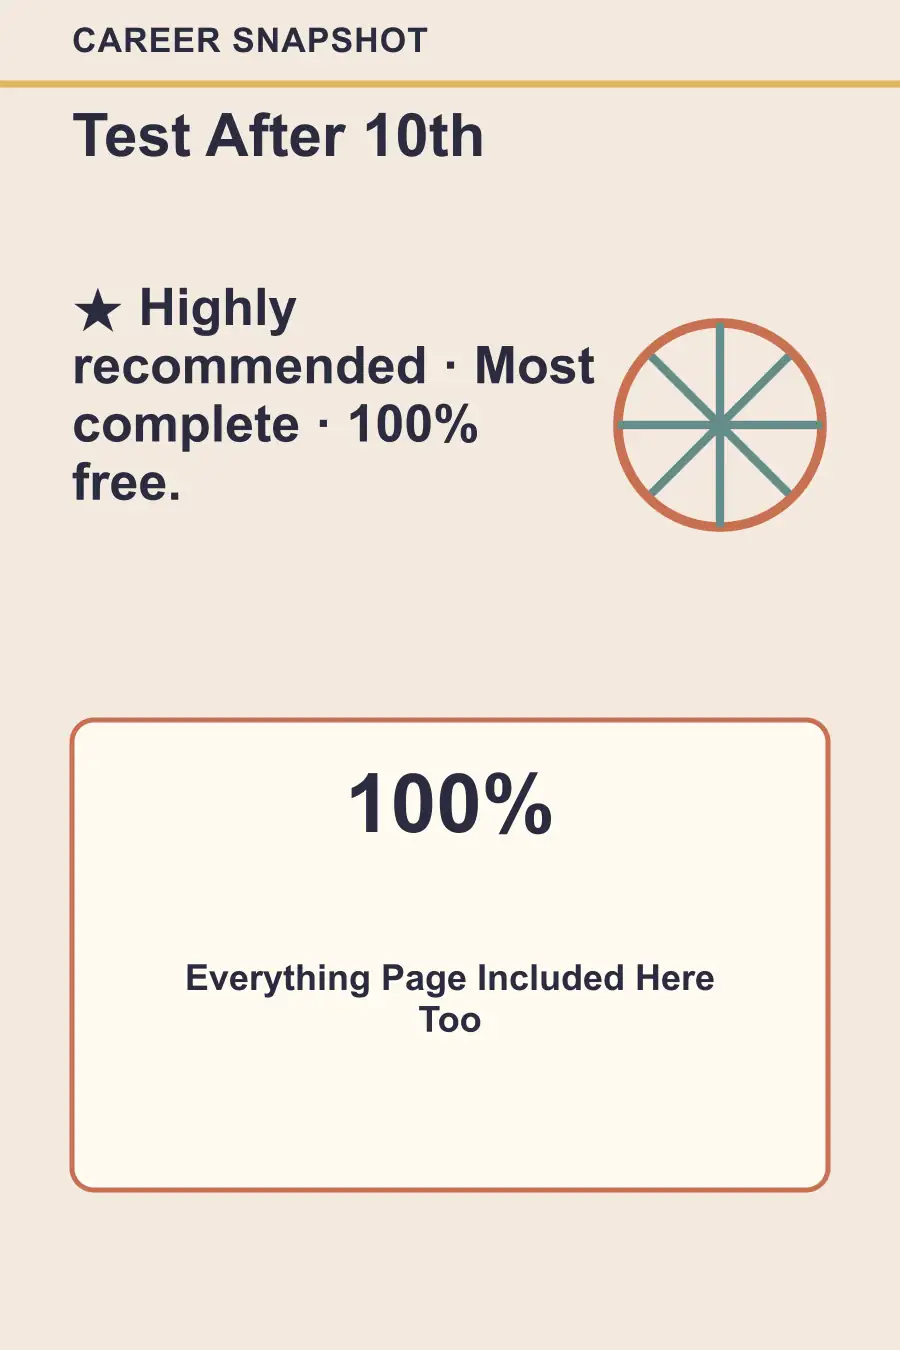 CAREER SNAPSHOT
Test After 10th
★ Highly
recommended · Most
complete · 100%
free.
100%
Everything Page Included Here
Too